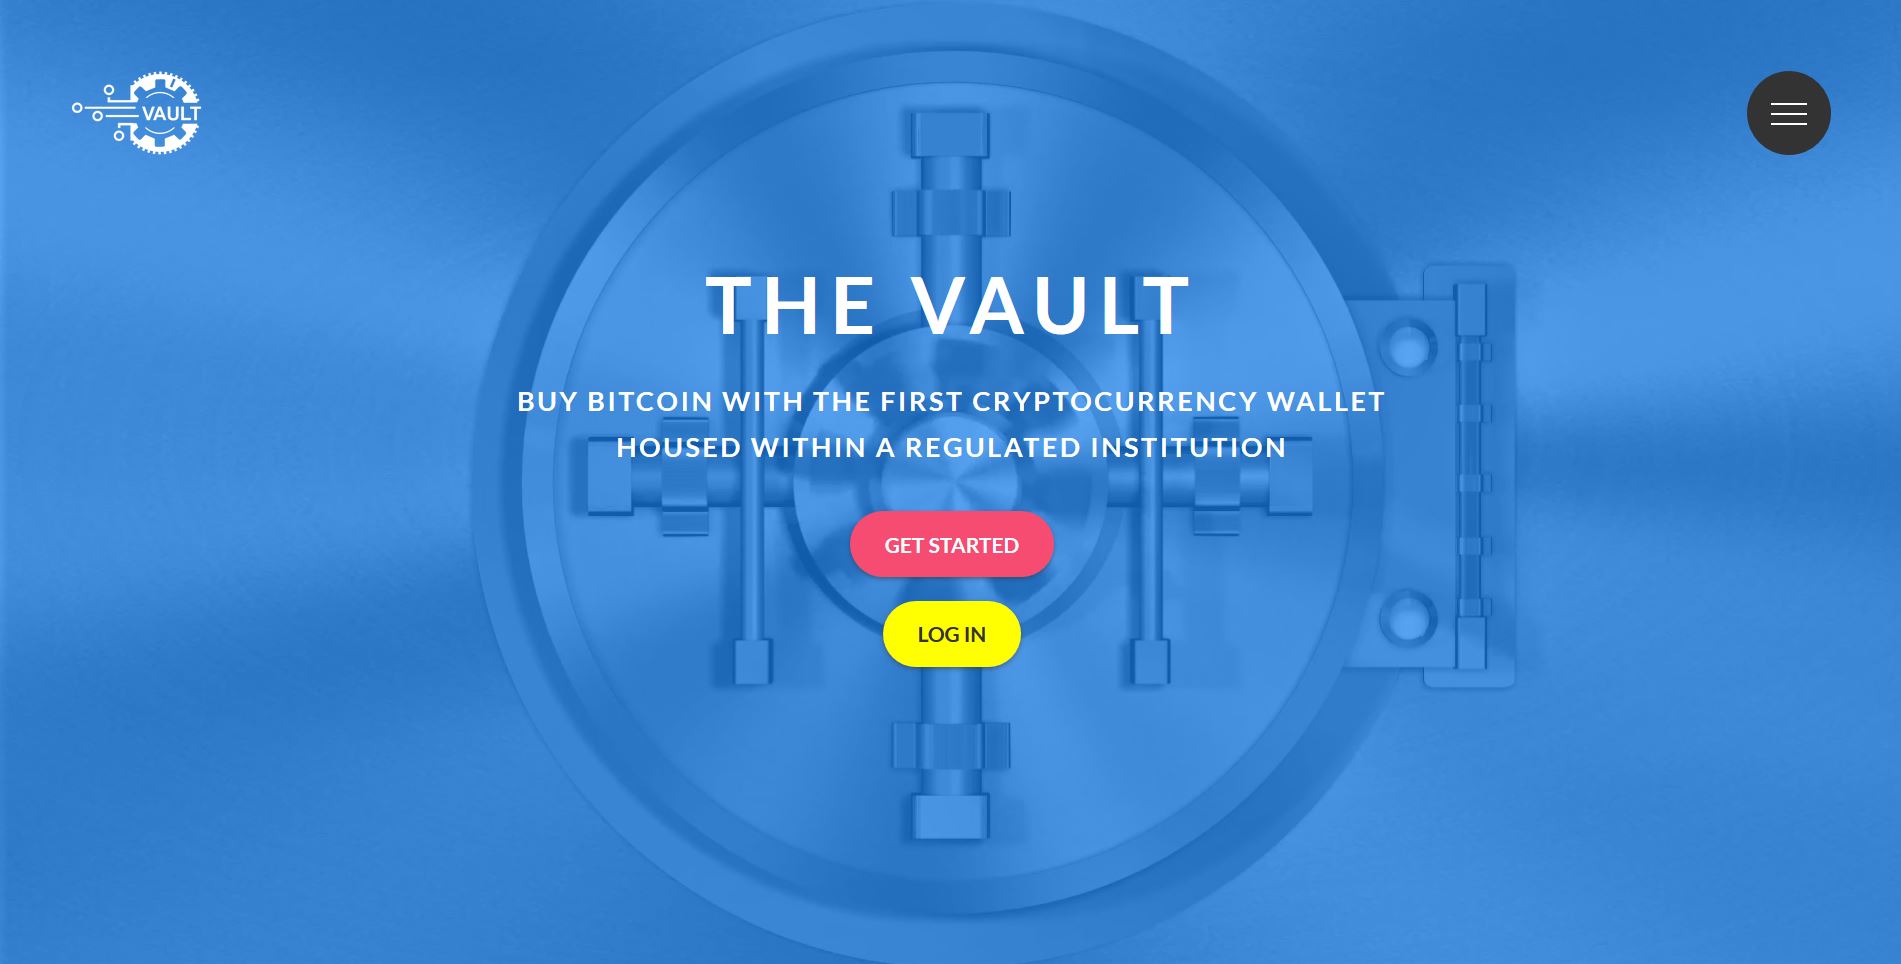 VAULT
THE VAULT
BUY BITCOIN WITH THE FIRST CRYPTOCURRENCY WALLET
HOUSED WITHIN A REGULATED INSTITUTION
GET STARTED
LOG IN